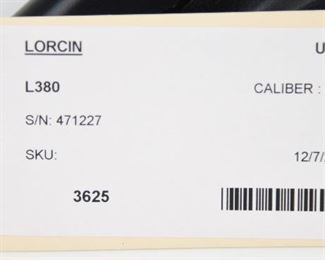 LORCIN
L380 CALIBER :
S/N: 471227
SKU: 12/7/
3625